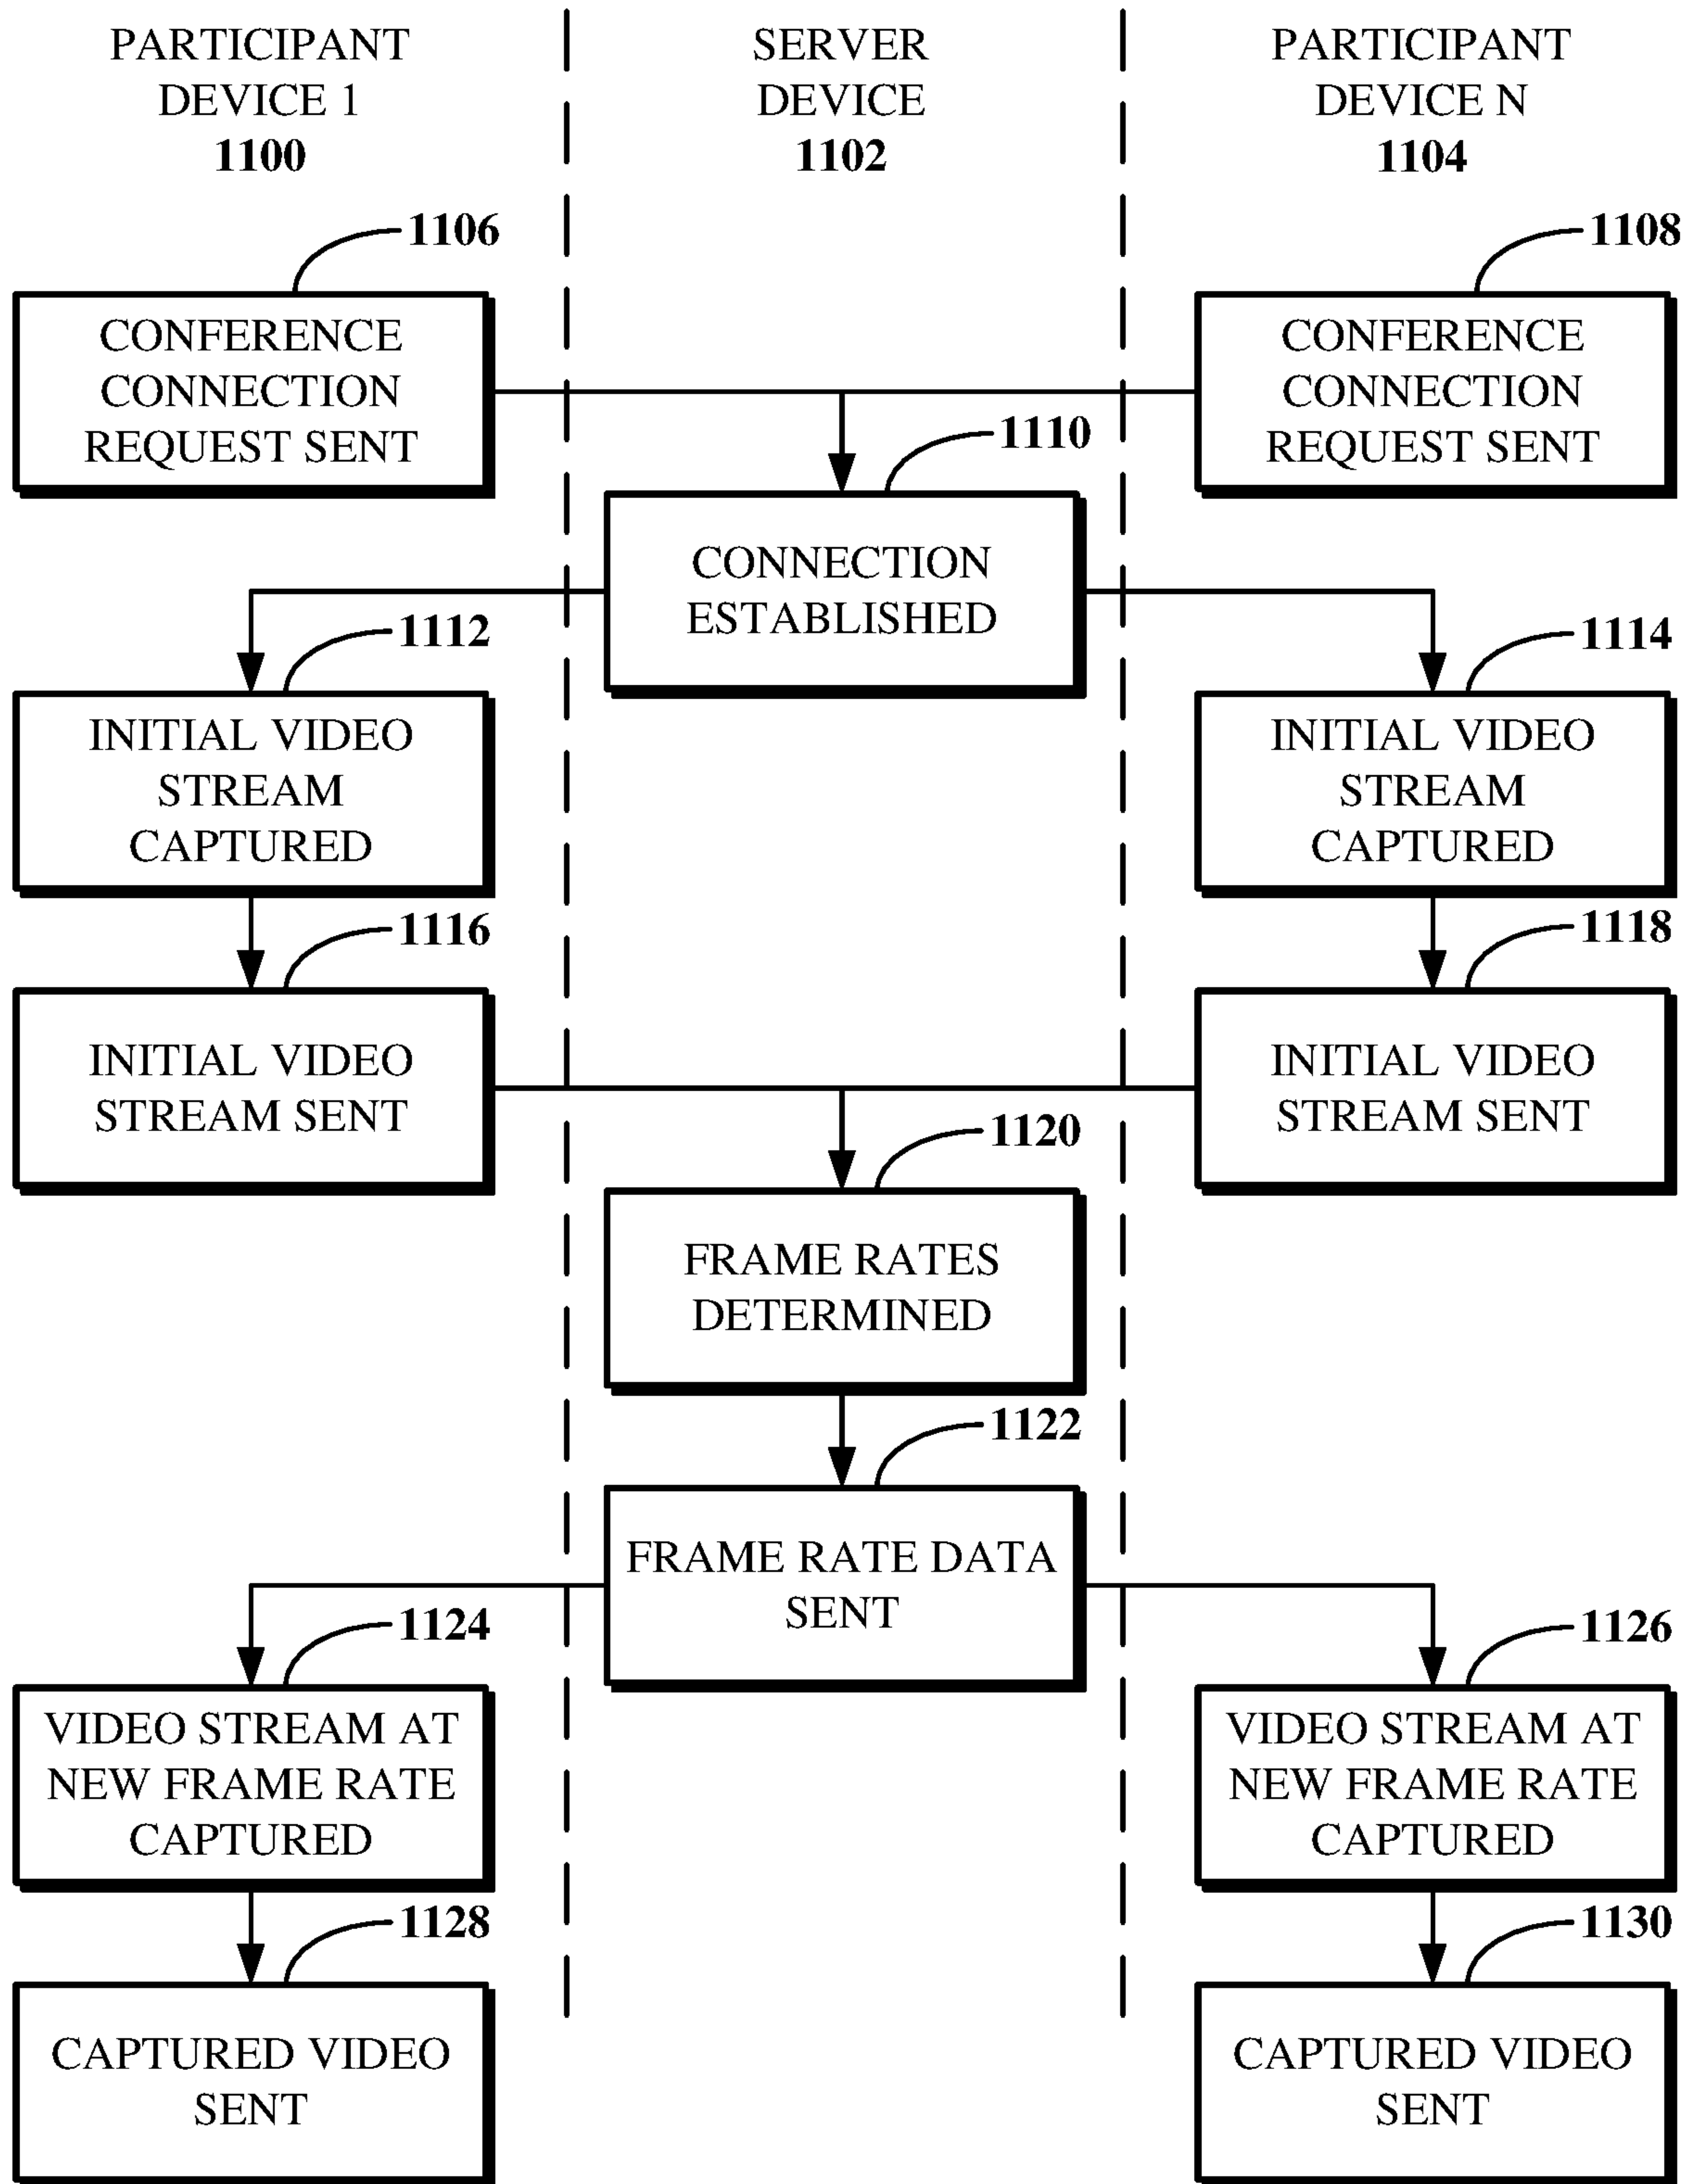 PARTICIPANT
DEVICE 1
1100
SERVER
DEVICE
1102
PARTICIPANT
DEVICE N
1104
1106
CONFERENCE
CONNECTION
REQUEST SENT
1108
CONFERENCE
CONNECTION
REQUEST SENT
1110
CONNECTION
ESTABLISHED
1112
INITIAL VIDEO
STREAM
CAPTURED
1114
INITIAL VIDEO
STREAM
CAPTURED
1116
INITIAL VIDEO
STREAM SENT
1118
INITIAL VIDEO
STREAM SENT
1120
FRAME RATES
DETERMINED
1122
FRAME RATE DATA
SENT
1124
VIDEO STREAM AT
NEW FRAME RATE
CAPTURED
1126
VIDEO STREAM AT
NEW FRAME RATE
CAPTURED
1128
CAPTURED VIDEO
SENT
1130
CAPTURED VIDEO
SENT